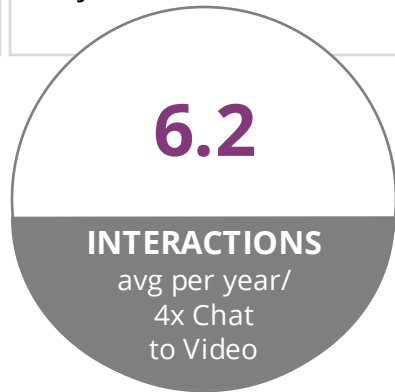 6.2
INTERACTIONS
avg per year/
4x Chat
to Video